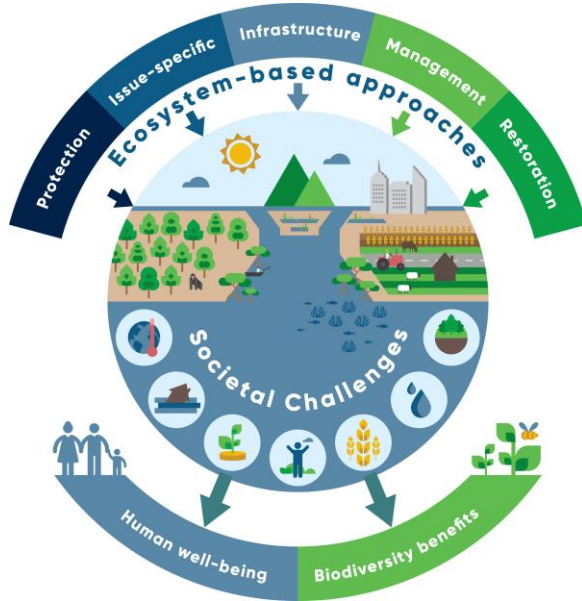 Protection
Issue-specific
Infrastructure
Management
Restoration
Ecosystem-based approaches
Societal Challenges
Human well-being
Biodiversity benefits